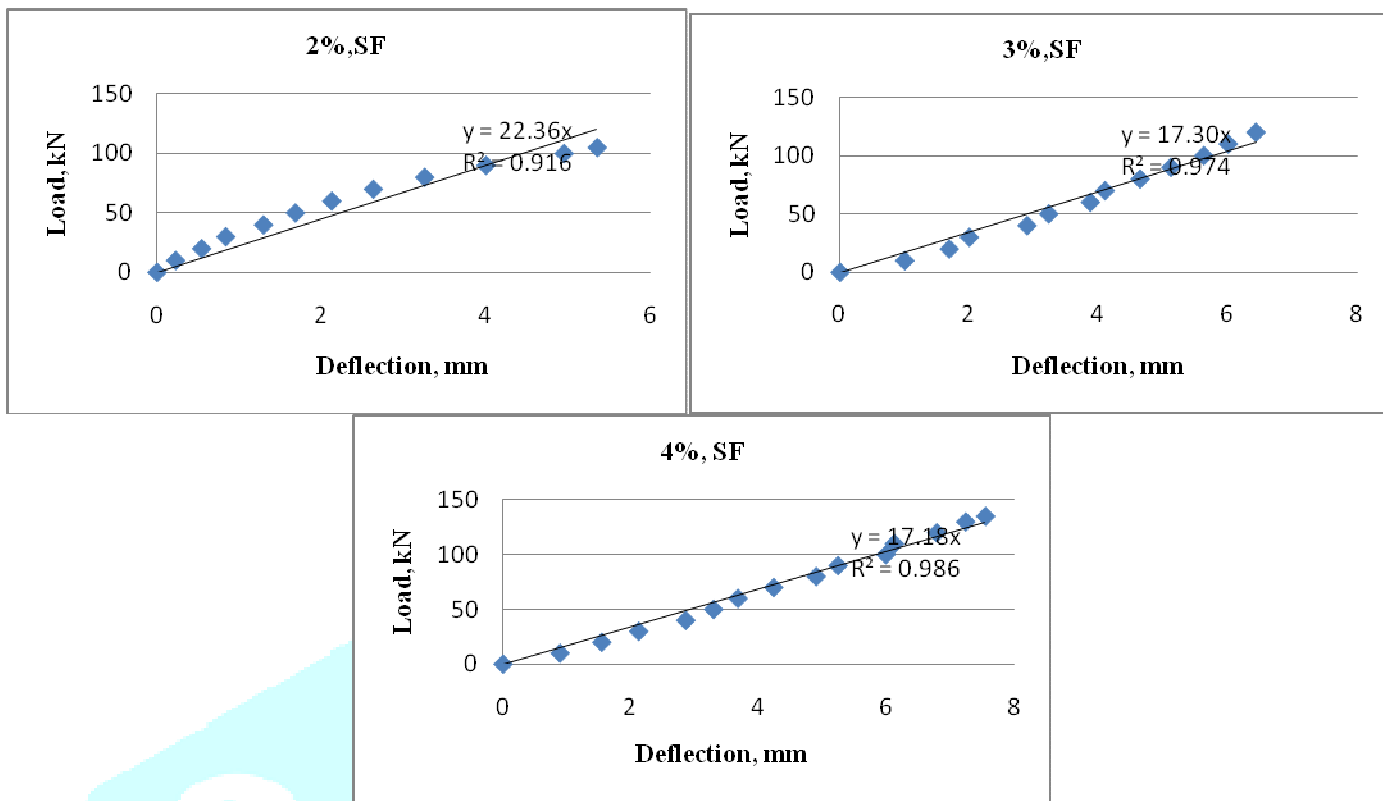 2%,SF
150
100
50
0
y = 22.36x
R² = 0.916
Load, kN
0 2 4 6
Deflection, mm
3%,SF
150
100
50
0
y = 17.30x
R² = 0.974
Load, kN
0 2 4 6 8
Deflection, mm
4%, SF
150
100
50
0
y = 17.18x
R² = 0.986
Load, kN
0 2 4 6 8
Deflection, mm